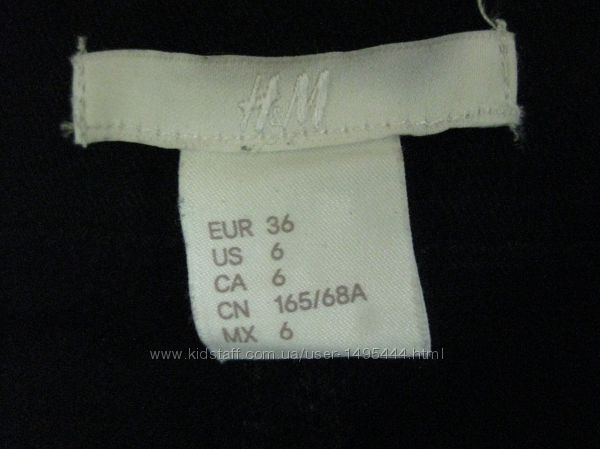 H&M
EUR 36
US 6
CA 6
CN 165/68A
MX 6
www.kidstaff.com.ua/user-1495444.html